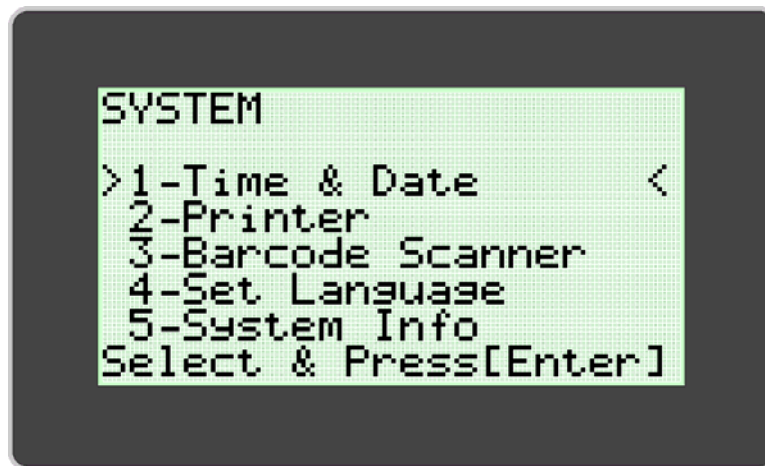 SYSTEM
>1-Time & Date <
2-Printer
3-Barcode Scanner
4-Set Language
5-System Info
Select & Press[Enter]